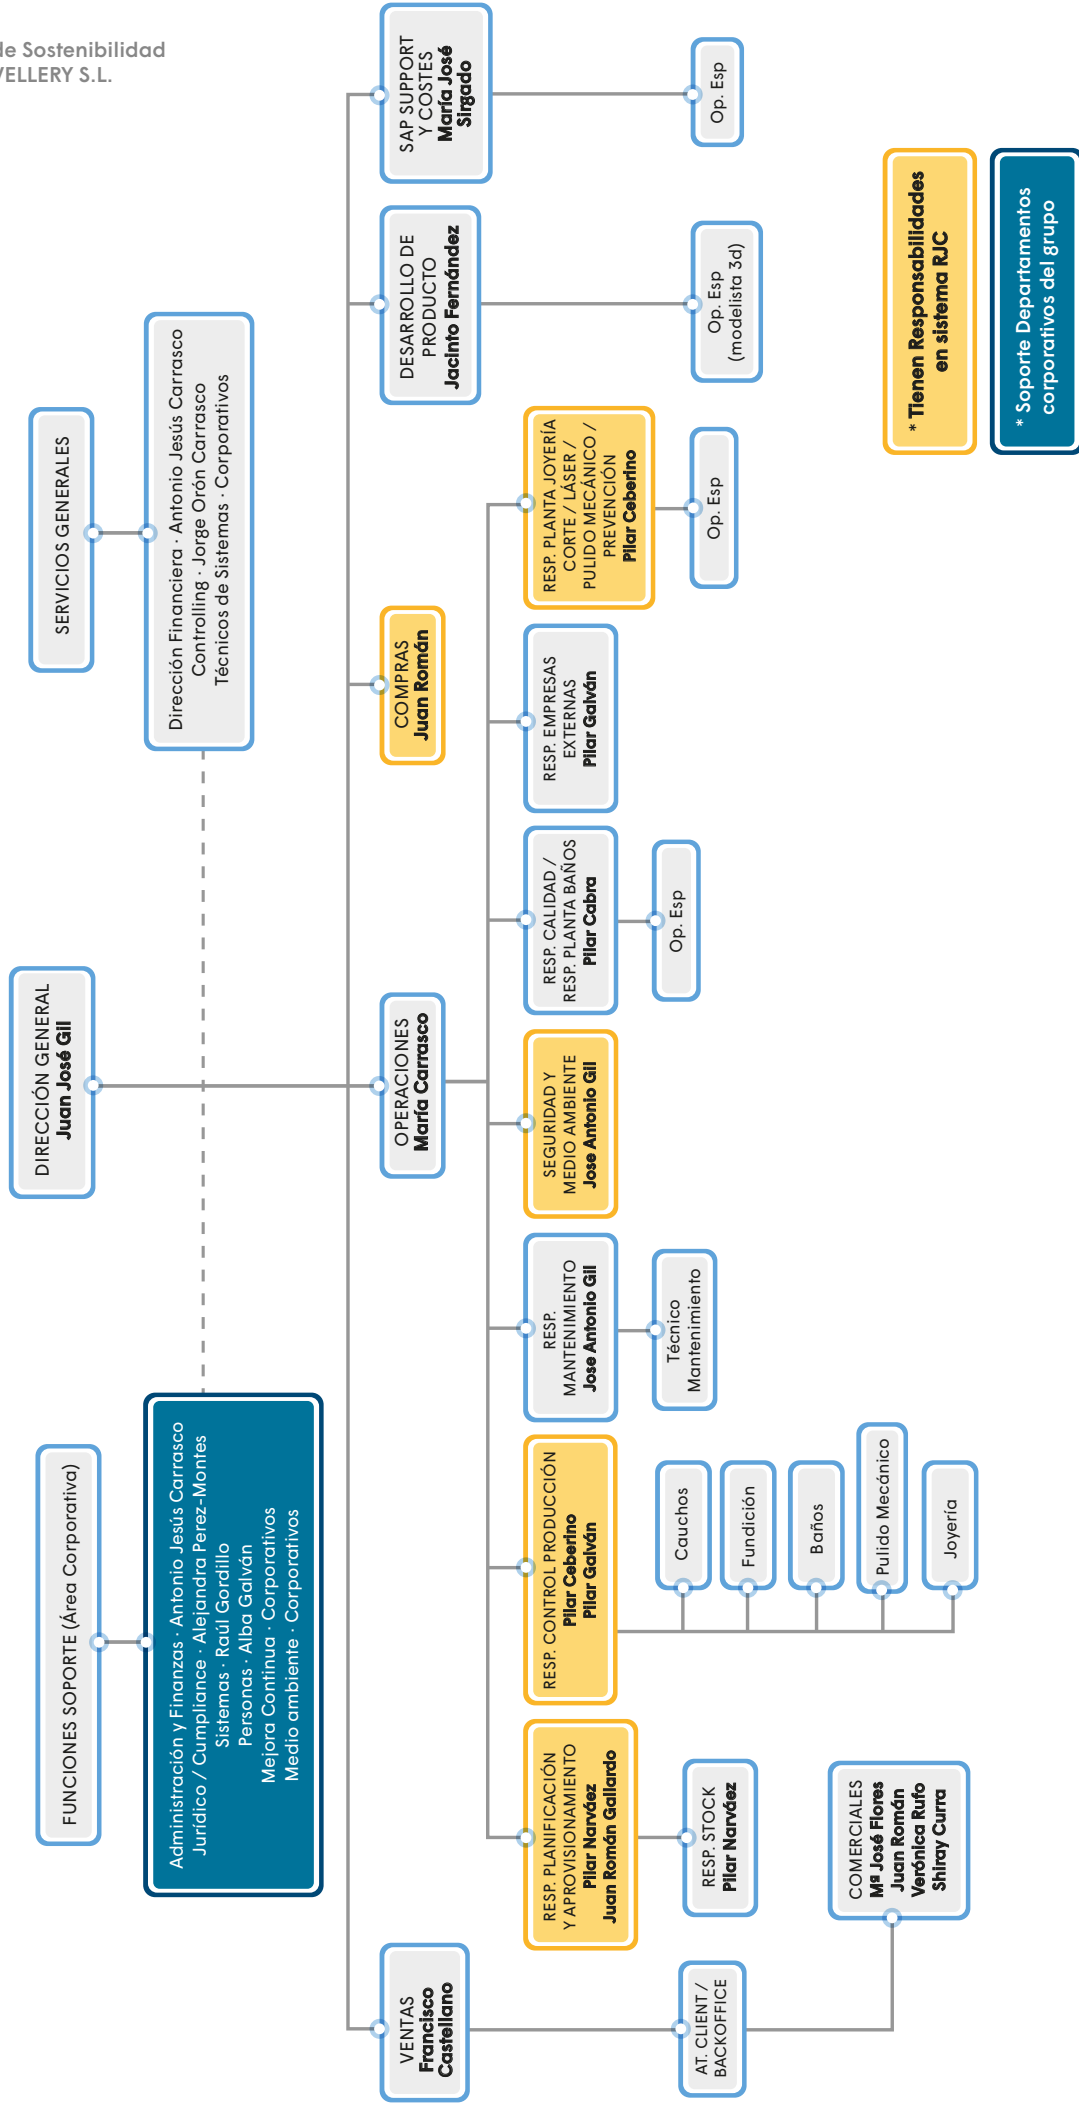 de Sostenibilidad
VELLERY S.L.
FUNCIONES SOPORTE (Área Corporativa)
Administración y Finanzas · Antonio Jesús Carrasco
Jurídico / Cumpliance · Alejandra Perez-Montes
Sistemas · Raúl Gordillo
Personas · Alba Galván
Mejora Continua · Corporativos
Medio ambiente · Corporativos
DIRECCIÓN GENERAL
Juan José Gil
SERVICIOS GENERALES
Dirección Financiera · Antonio Jesús Carrasco
Controlling · Jorge Orón Carrasco
Técnicos de Sistemas · Corporativos
VENTAS
Francisco
Castellano
OPERACIONES
María Carrasco
COMPRAS
Juan Román
DESARROLLO DE
PRODUCTO
Jacinto Fernández
SAP SUPPORT
Y COSTES
María José
Sirgado
RESP. PLANIFICACIÓN
Y APROVISIONAMIENTO
Pilar Narváez
Juan Román Gallardo
RESP. CONTROL PRODUCCIÓN
Pilar Ceberino
Pilar Galván
RESP.
MANTENIMIENTO
Jose Antonio Gil
SEGURIDAD Y
MEDIO AMBIENTE
Jose Antonio Gil
RESP. CALIDAD /
RESP. PLANTA BAÑOS
Pilar Cabra
RESP. EMPRESAS
EXTERNAS
Pilar Galván
RESP. PLANTA JOYERÍA
CORTE / LÁSER /
PULIDO MECÁNICO /
PREVENCIÓN
Pilar Ceberino
AT. CLIENT /
BACKOFFICE
RESP. STOCK
Pilar Narváez
Cauchos
Fundición
Baños
Pulido Mecánico
Joyería
Técnico
Mantenimiento
Op. Esp
Op. Esp
Op. Esp
(modelista 3d)
Op. Esp
COMERCIALES
Mª José Flores
Juan Román
Verónica Rufo
Shiray Curra
* Tienen Responsabilidades
en sistema RJC
* Soporte Departamentos
corporativos del grupo